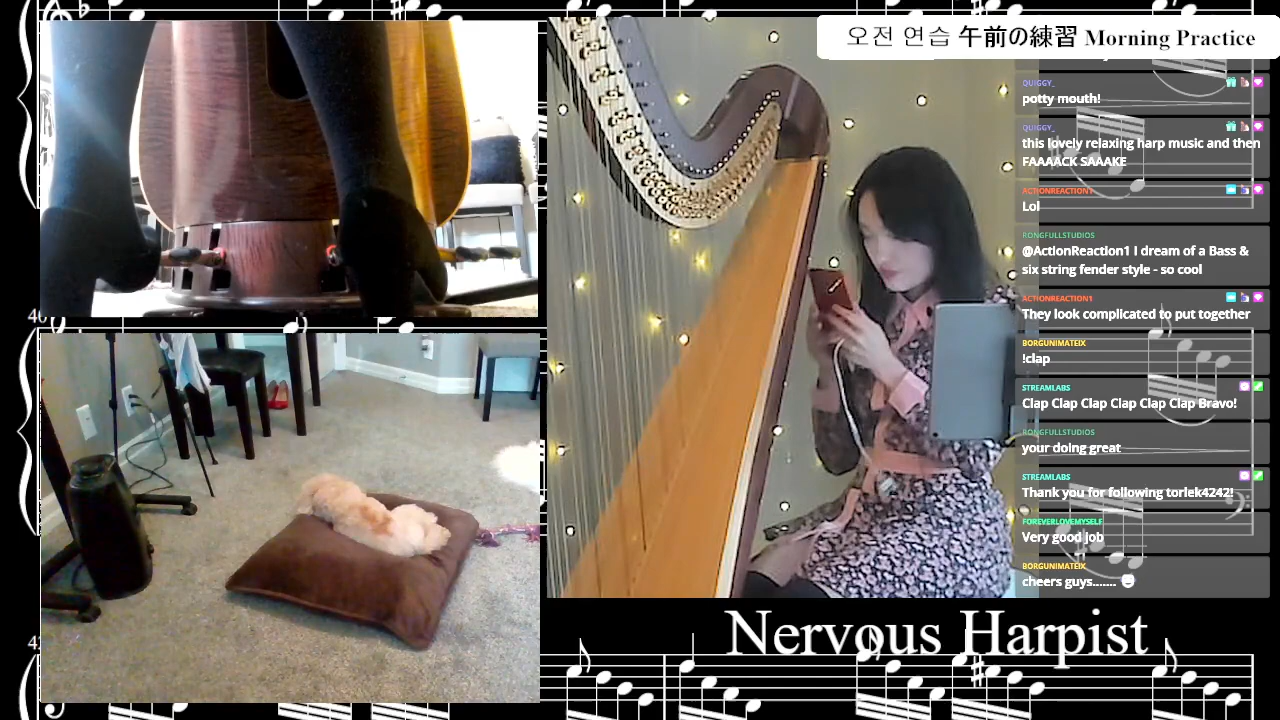 오전 연습 午前の練習 Morning Practice
QUIGGY_
potty mouth!
QUIGGY_
this lovely relaxing harp music and then
FAAAACK SAAAKE
ACTIONREACTION1
Lol
RONGFULLSTUDIOS
@ActionReaction1 I dream of a Bass &
six string fender style - so cool
ACTIONREACTION1
They look complicated to put together
BORGUNIMATEIX
!clap
STREAMLABS
Clap Clap Clap Clap Clap Clap Bravo!
RONGFULLSTUDIOS
your doing great
STREAMLABS
Thank you for following torlek4242!
FOREVERLOVEMYSELF
Very good job
BORGUNIMATEIX
cheers guys.......
Nervous Harpist